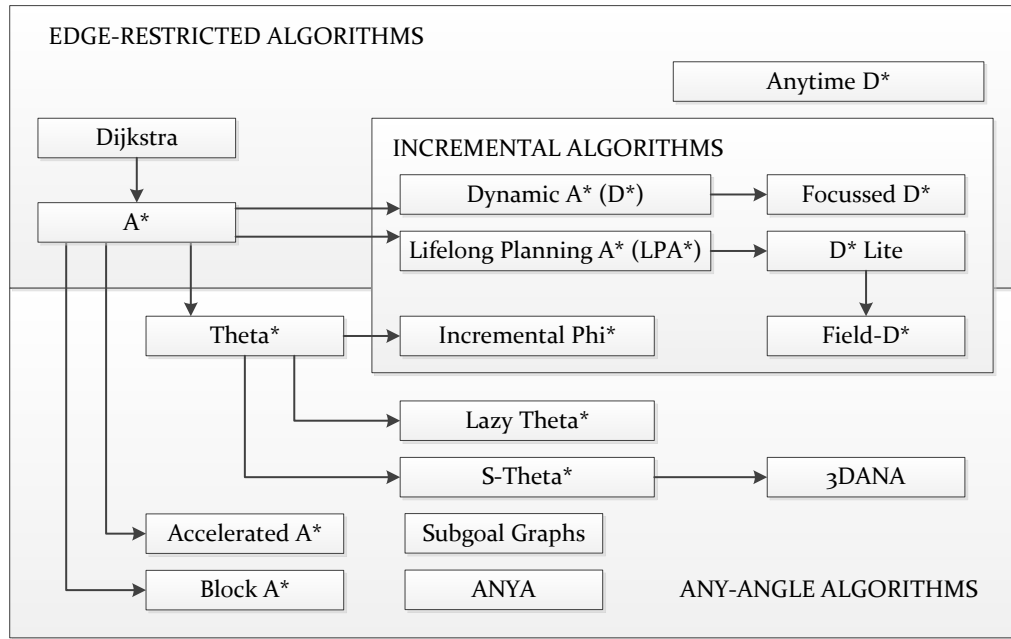 EDGE-RESTRICTED ALGORITHMS
Anytime D*
Dijkstra
INCREMENTAL ALGORITHMS
Dynamic A* (D*)
Focussed D*
A*
Lifelong Planning A* (LPA*)
D* Lite
Theta*
Incremental Phi*
Field-D*
Lazy Theta*
S-Theta*
3DANA
Accelerated A*
Subgoal Graphs
Block A*
ANYA
ANY-ANGLE ALGORITHMS